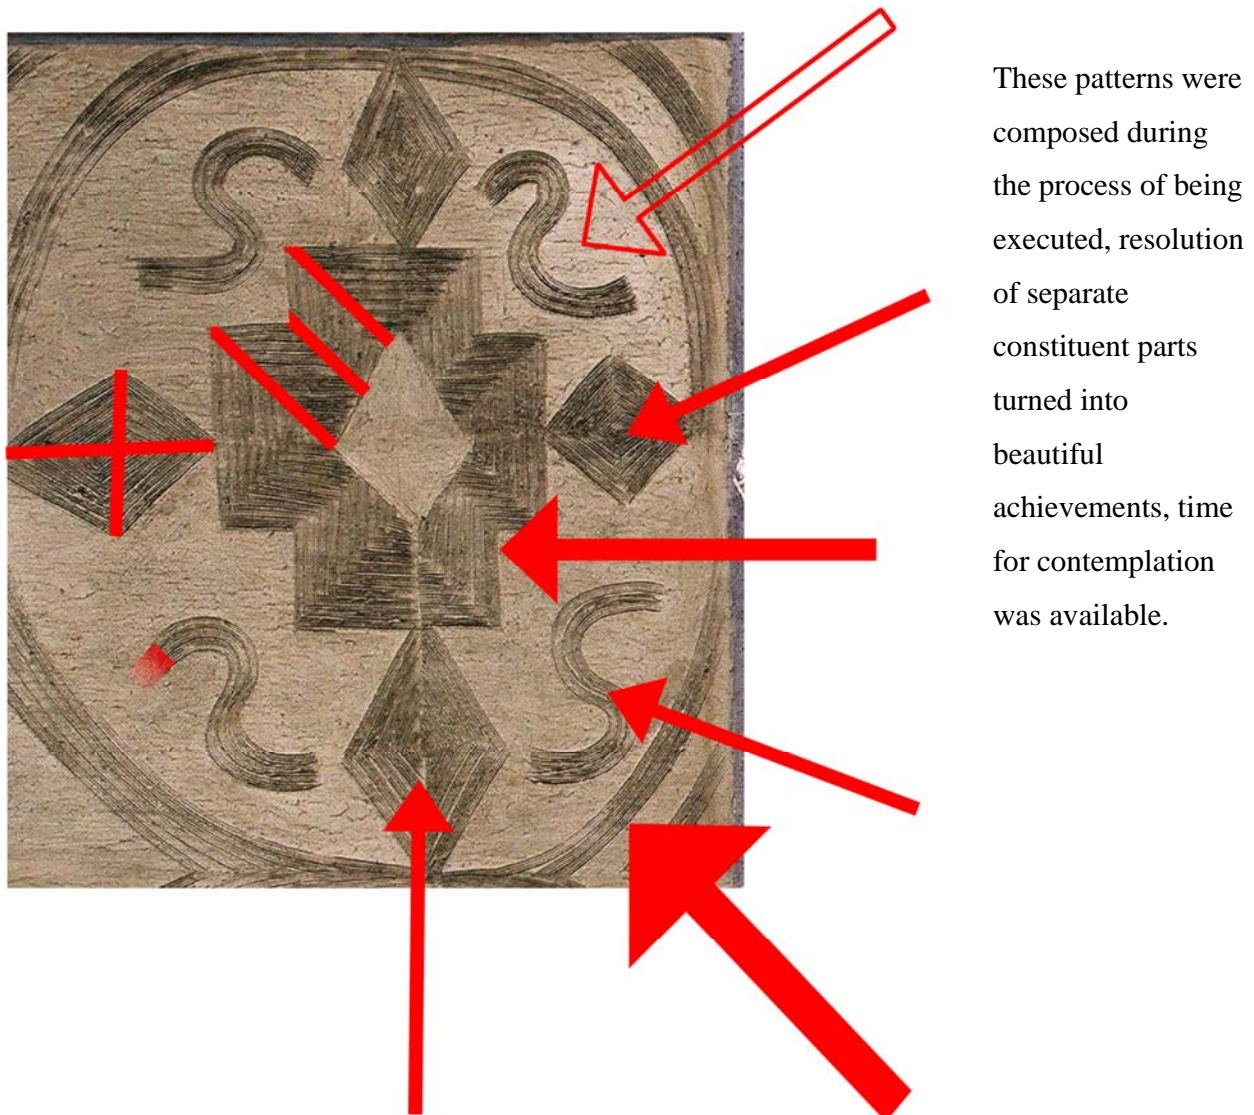 These patterns were
composed during
the process of being
executed, resolution
of separate
constituent parts
turned into
beautiful
achievements, time
for contemplation
was available.